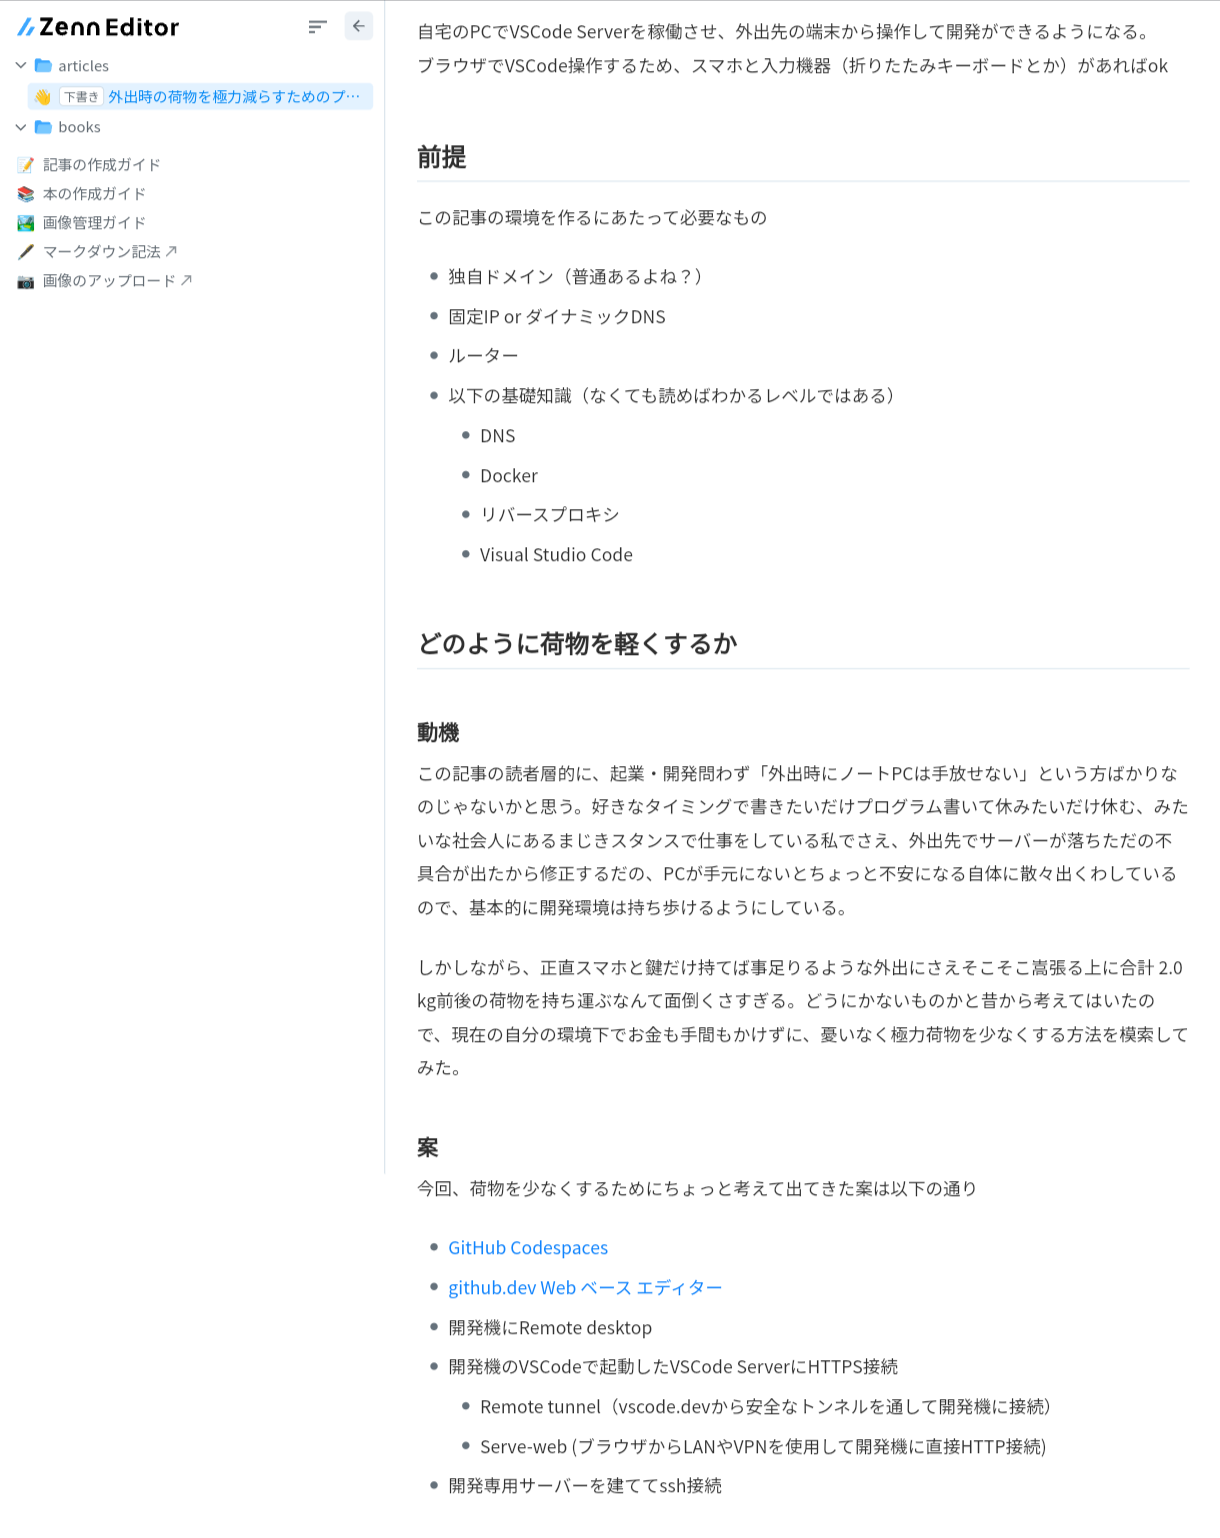 Zenn Editor
articles
下書き 外出時の荷物を極力減らすためのプ…
books
記事の作成ガイド
本の作成ガイド
画像管理ガイド
マークダウン記法
画像のアップロード
自宅のPCでVSCode Serverを稼働させ、外出先の端末から操作して開発ができるようになる。
ブラウザでVSCode操作するため、スマホと入力機器（折りたたみキーボードとか）があればok
前提
この記事の環境を作るにあたって必要なもの
独自ドメイン（普通あるよね？）
固定IP or ダイナミックDNS
ルーター
以下の基礎知識（なくても読めばわかるレベルではある）
DNS
Docker
リバースプロキシ
Visual Studio Code
どのように荷物を軽くするか
動機
この記事の読者層的に、起業・開発問わず「外出時にノートPCは手放せない」という方ばかりな
のじゃないかと思う。好きなタイミングで書きたいだけプログラム書いて休みたいだけ休む、みた
いな社会人にあるまじきスタンスで仕事をしている私でさえ、外出先でサーバーが落ちただの不
具合が出たから修正するだの、PCが手元にないとちょっと不安になる自体に散々出くわしている
ので、基本的に開発環境は持ち歩けるようにしている。
しかしながら、正直スマホと鍵だけ持てば事足りるような外出にさえそこそこ嵩張る上に合計 2.0
kg前後の荷物を持ち運ぶなんて面倒くさすぎる。どうにかないものかと昔から考えてはいたの
で、現在の自分の環境下でお金も手間もかけずに、憂いなく極力荷物を少なくする方法を模索して
みた。
案
今回、荷物を少なくするためにちょっと考えて出てきた案は以下の通り
GitHub Codespaces
github.dev Web ベース エディター
開発機にRemote desktop
開発機のVSCodeで起動したVSCode ServerにHTTPS接続
Remote tunnel（vscode.devから安全なトンネルを通して開発機に接続）
Serve-web (ブラウザからLANやVPNを使用して開発機に直接HTTP接続)
開発専用サーバーを建ててssh接続